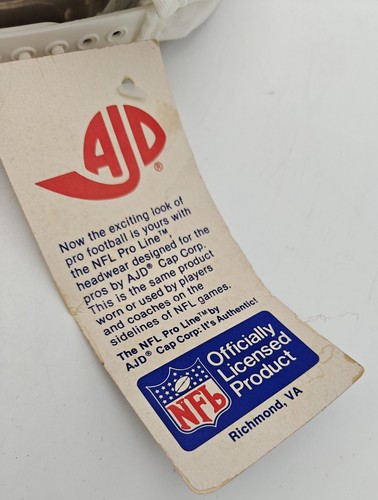 AJD®
Now the exciting look of
pro football is yours with
the NFL Pro Line™,
headwear designed for the
pros by AJD® Cap Corp.
This is the same product
worn or used by players
and coaches on the
sidelines of NFL games.
The NFL Pro Line™ by
AJD® Cap Corp: It's Authentic!
NFL
Officially
Licensed
Product
Richmond, VA